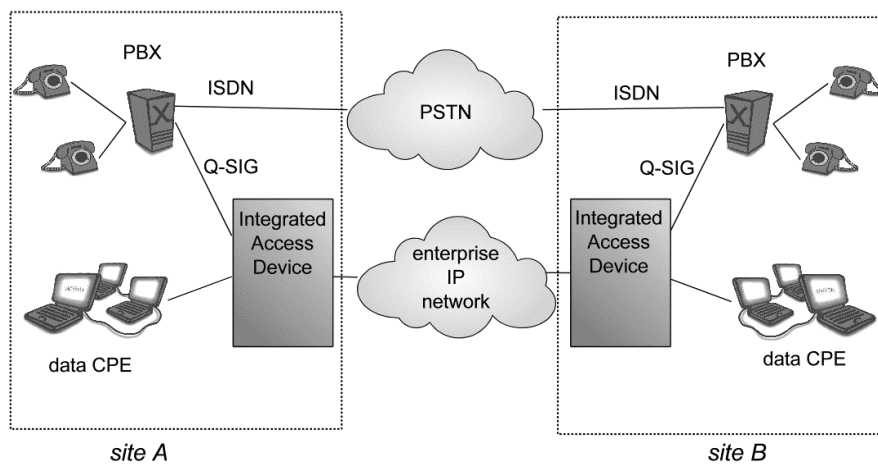 PBX
ISDN
PSTN
ISDN
PBX
Q-SIG
Q-SIG
Integrated
Access
Device
enterprise
IP
network
Integrated
Access
Device
data CPE
data CPE
site A
site B